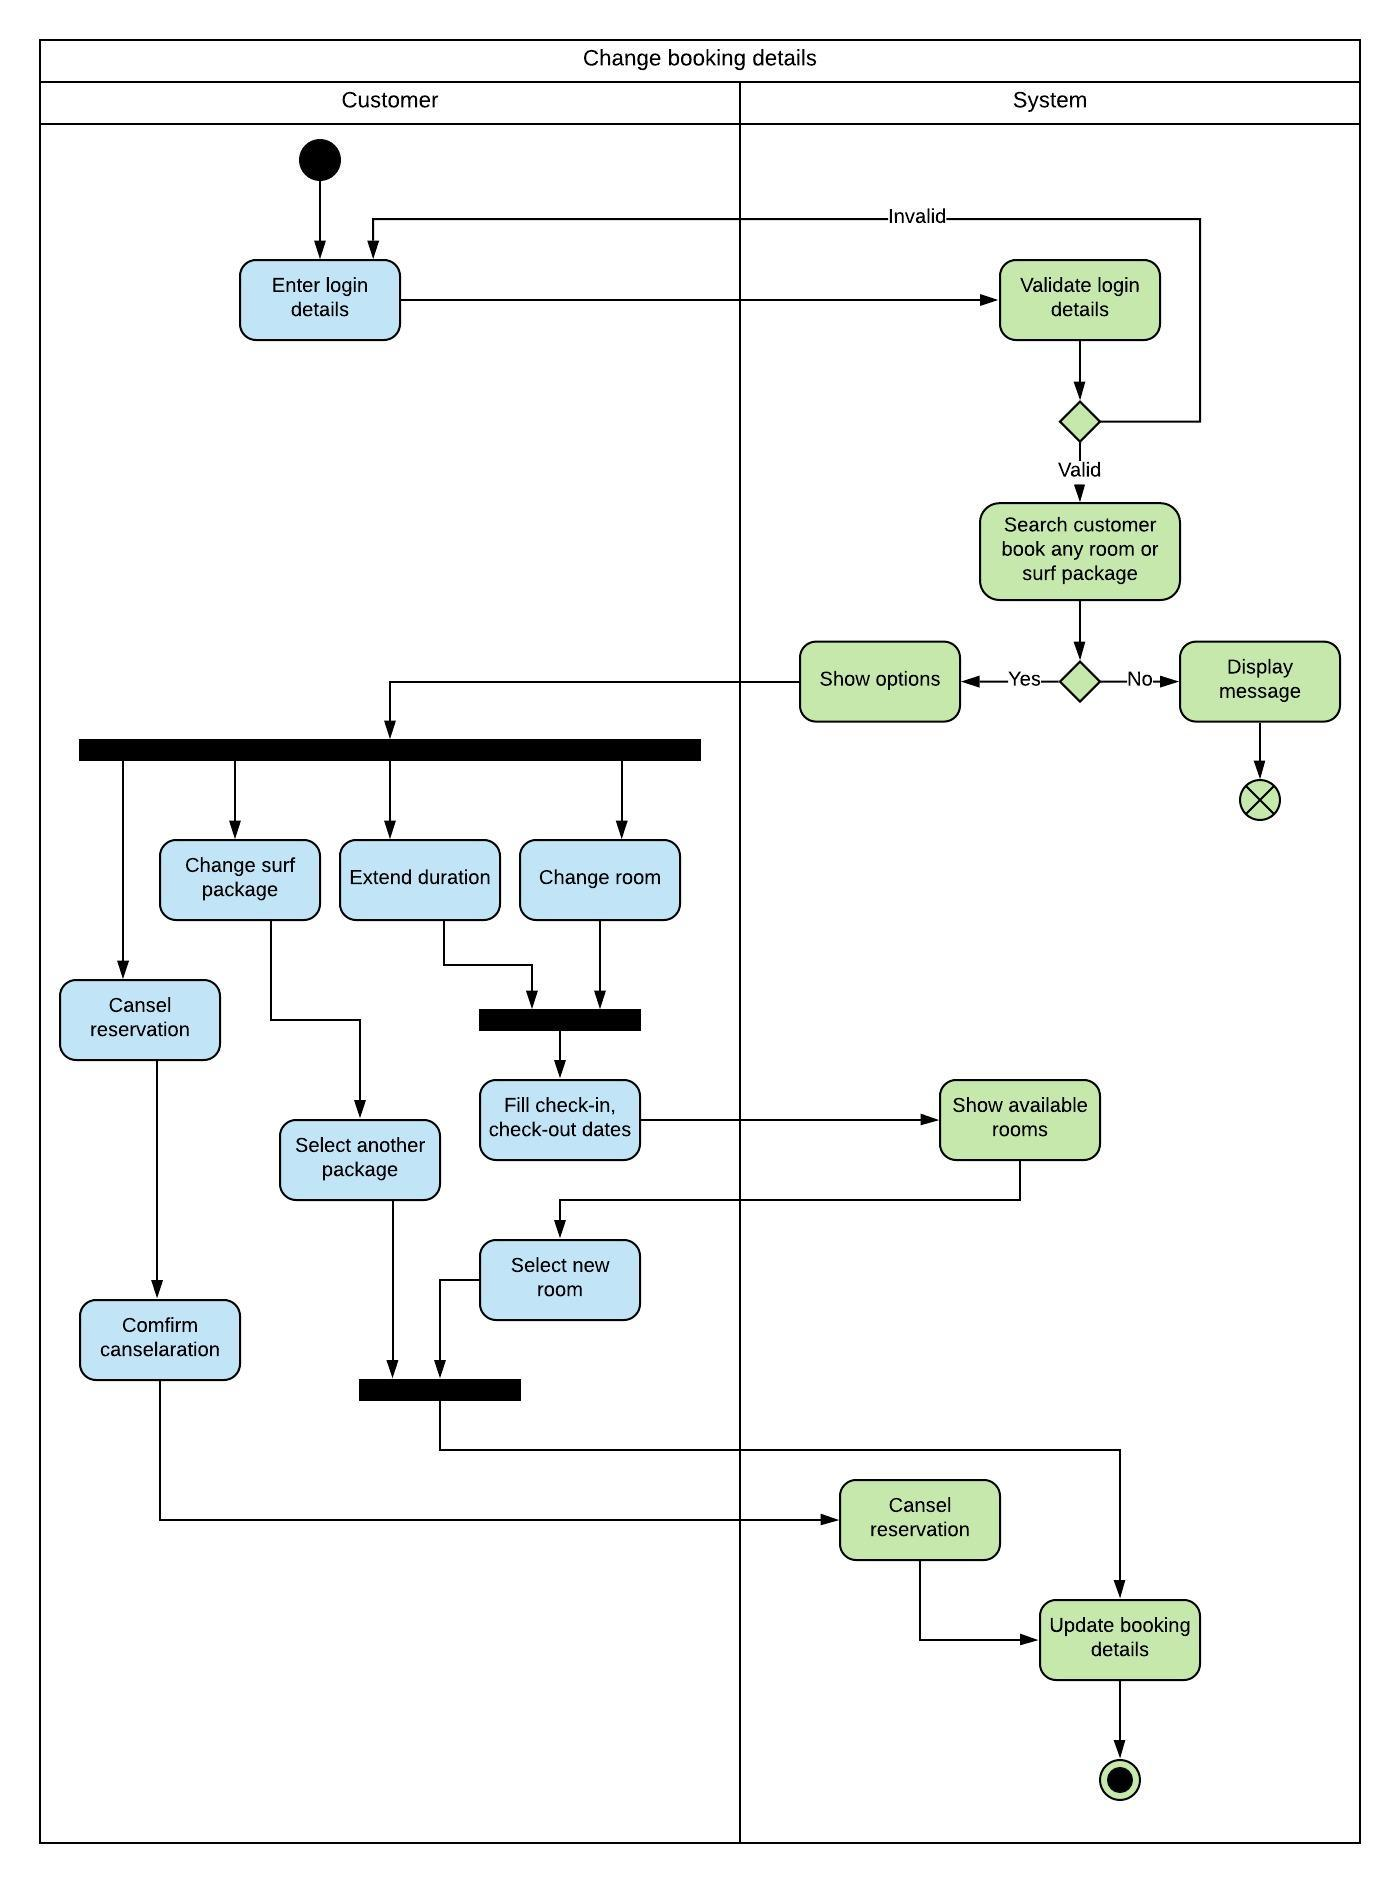 Change booking details
Customer
System
Invalid
Enter login
details
Validate login
details
Valid
Search customer
book any room or
surf package
Show options
Yes
No
Display
message
Change surf
package
Extend duration
Change room
Cansel
reservation
Fill check-in,
check-out dates
Show available
rooms
Select another
package
Select new
room
Comfirm
canselaration
Cansel
reservation
Update booking
details